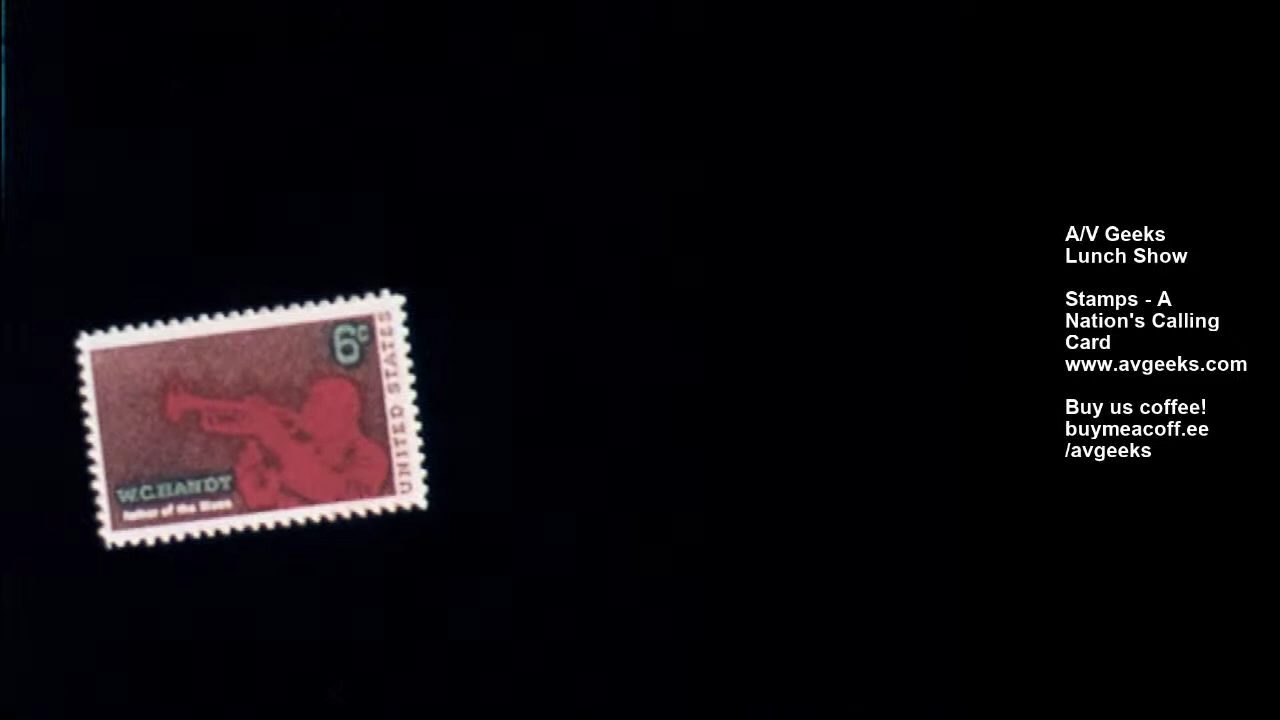 6c
UNITED STATES
W.C.HANDY
Father of the Blues
A/V Geeks
Lunch Show
Stamps - A
Nation's Calling
Card
www.avgeeks.com
Buy us coffee!
buymeacoff.ee
/avgeeks